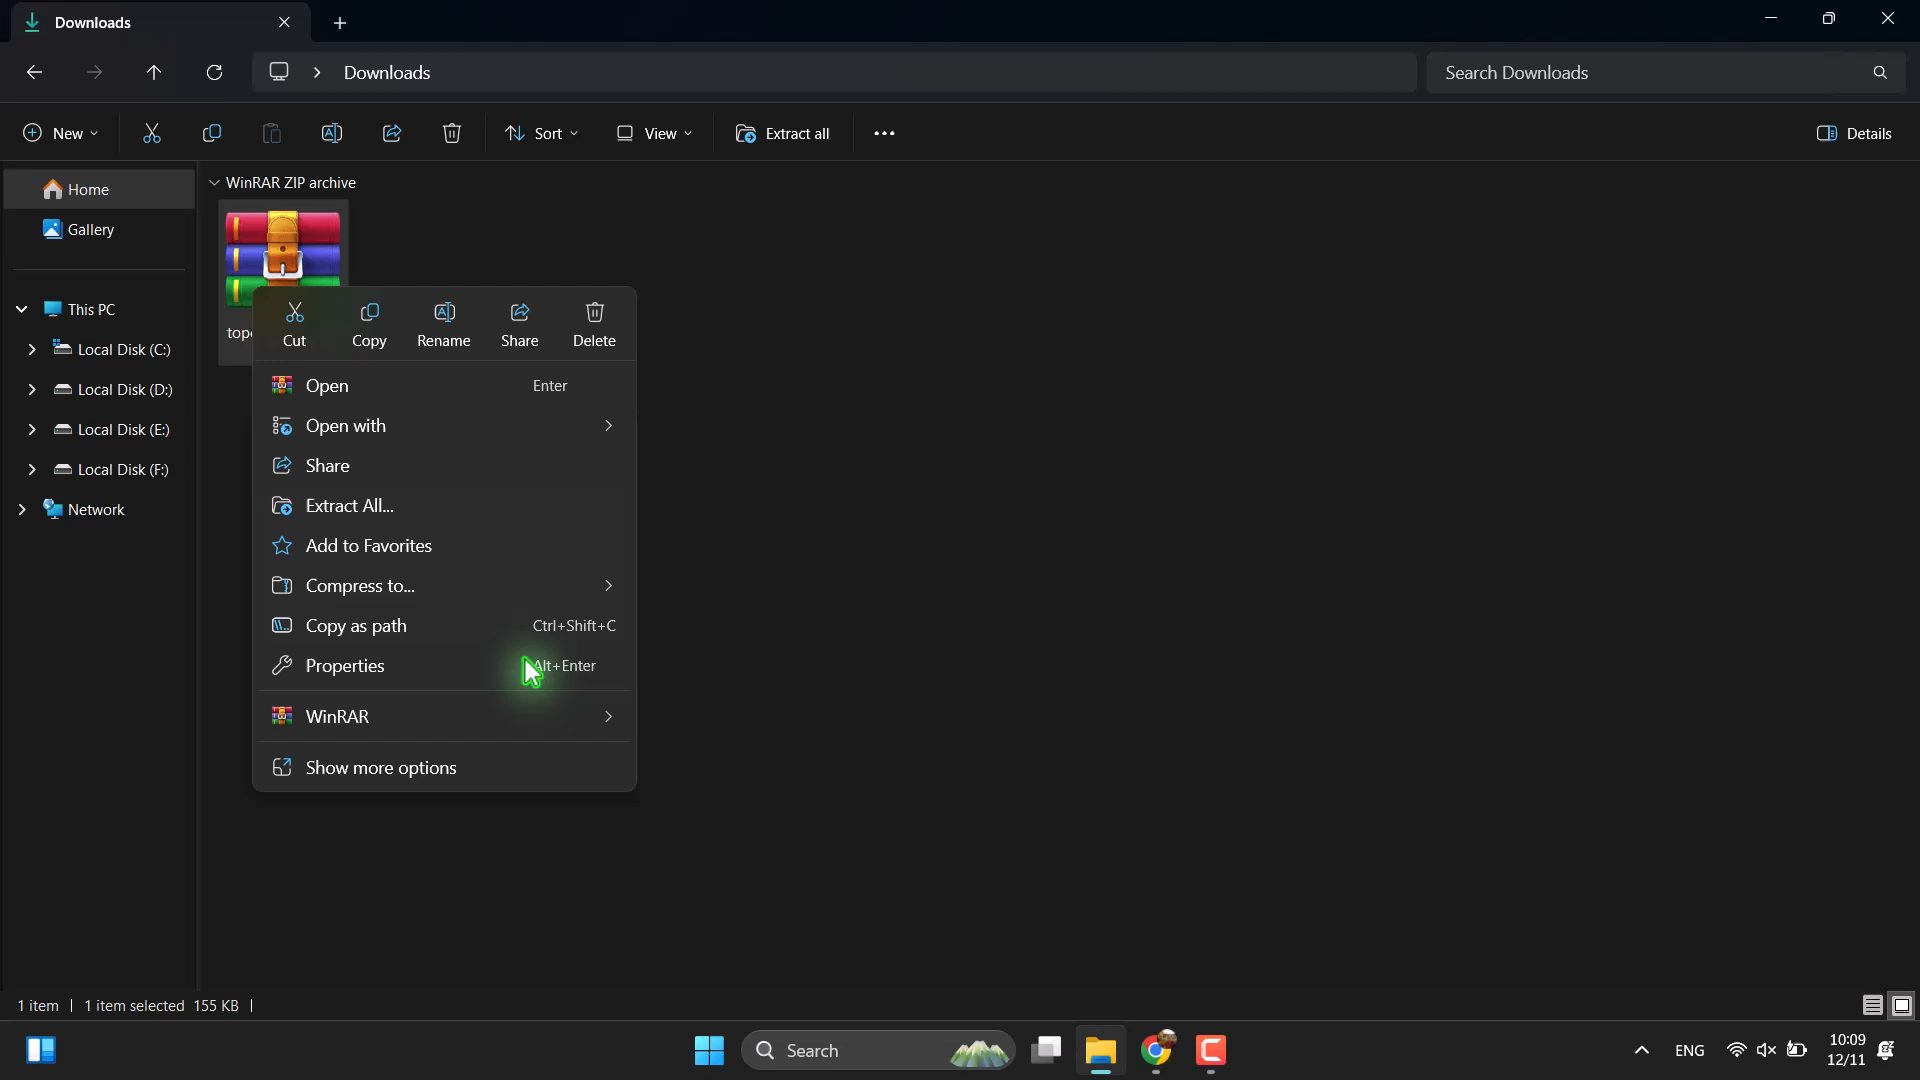 Downloads
Downloads
Search Downloads
New
Sort
View
Extract all
Details
Home
Gallery
This PC
Local Disk (C:)
Local Disk (D:)
Local Disk (E:)
Local Disk (F:)
Network
WinRAR ZIP archive
Cut
Copy
Rename
Share
Delete
Open Enter
Open with
Share
Extract All...
Add to Favorites
Compress to...
Copy as path Ctrl+Shift+C
Properties Alt+Enter
WinRAR
Show more options
1 item 1 item selected 155 KB
Search
ENG
10:09
12/11